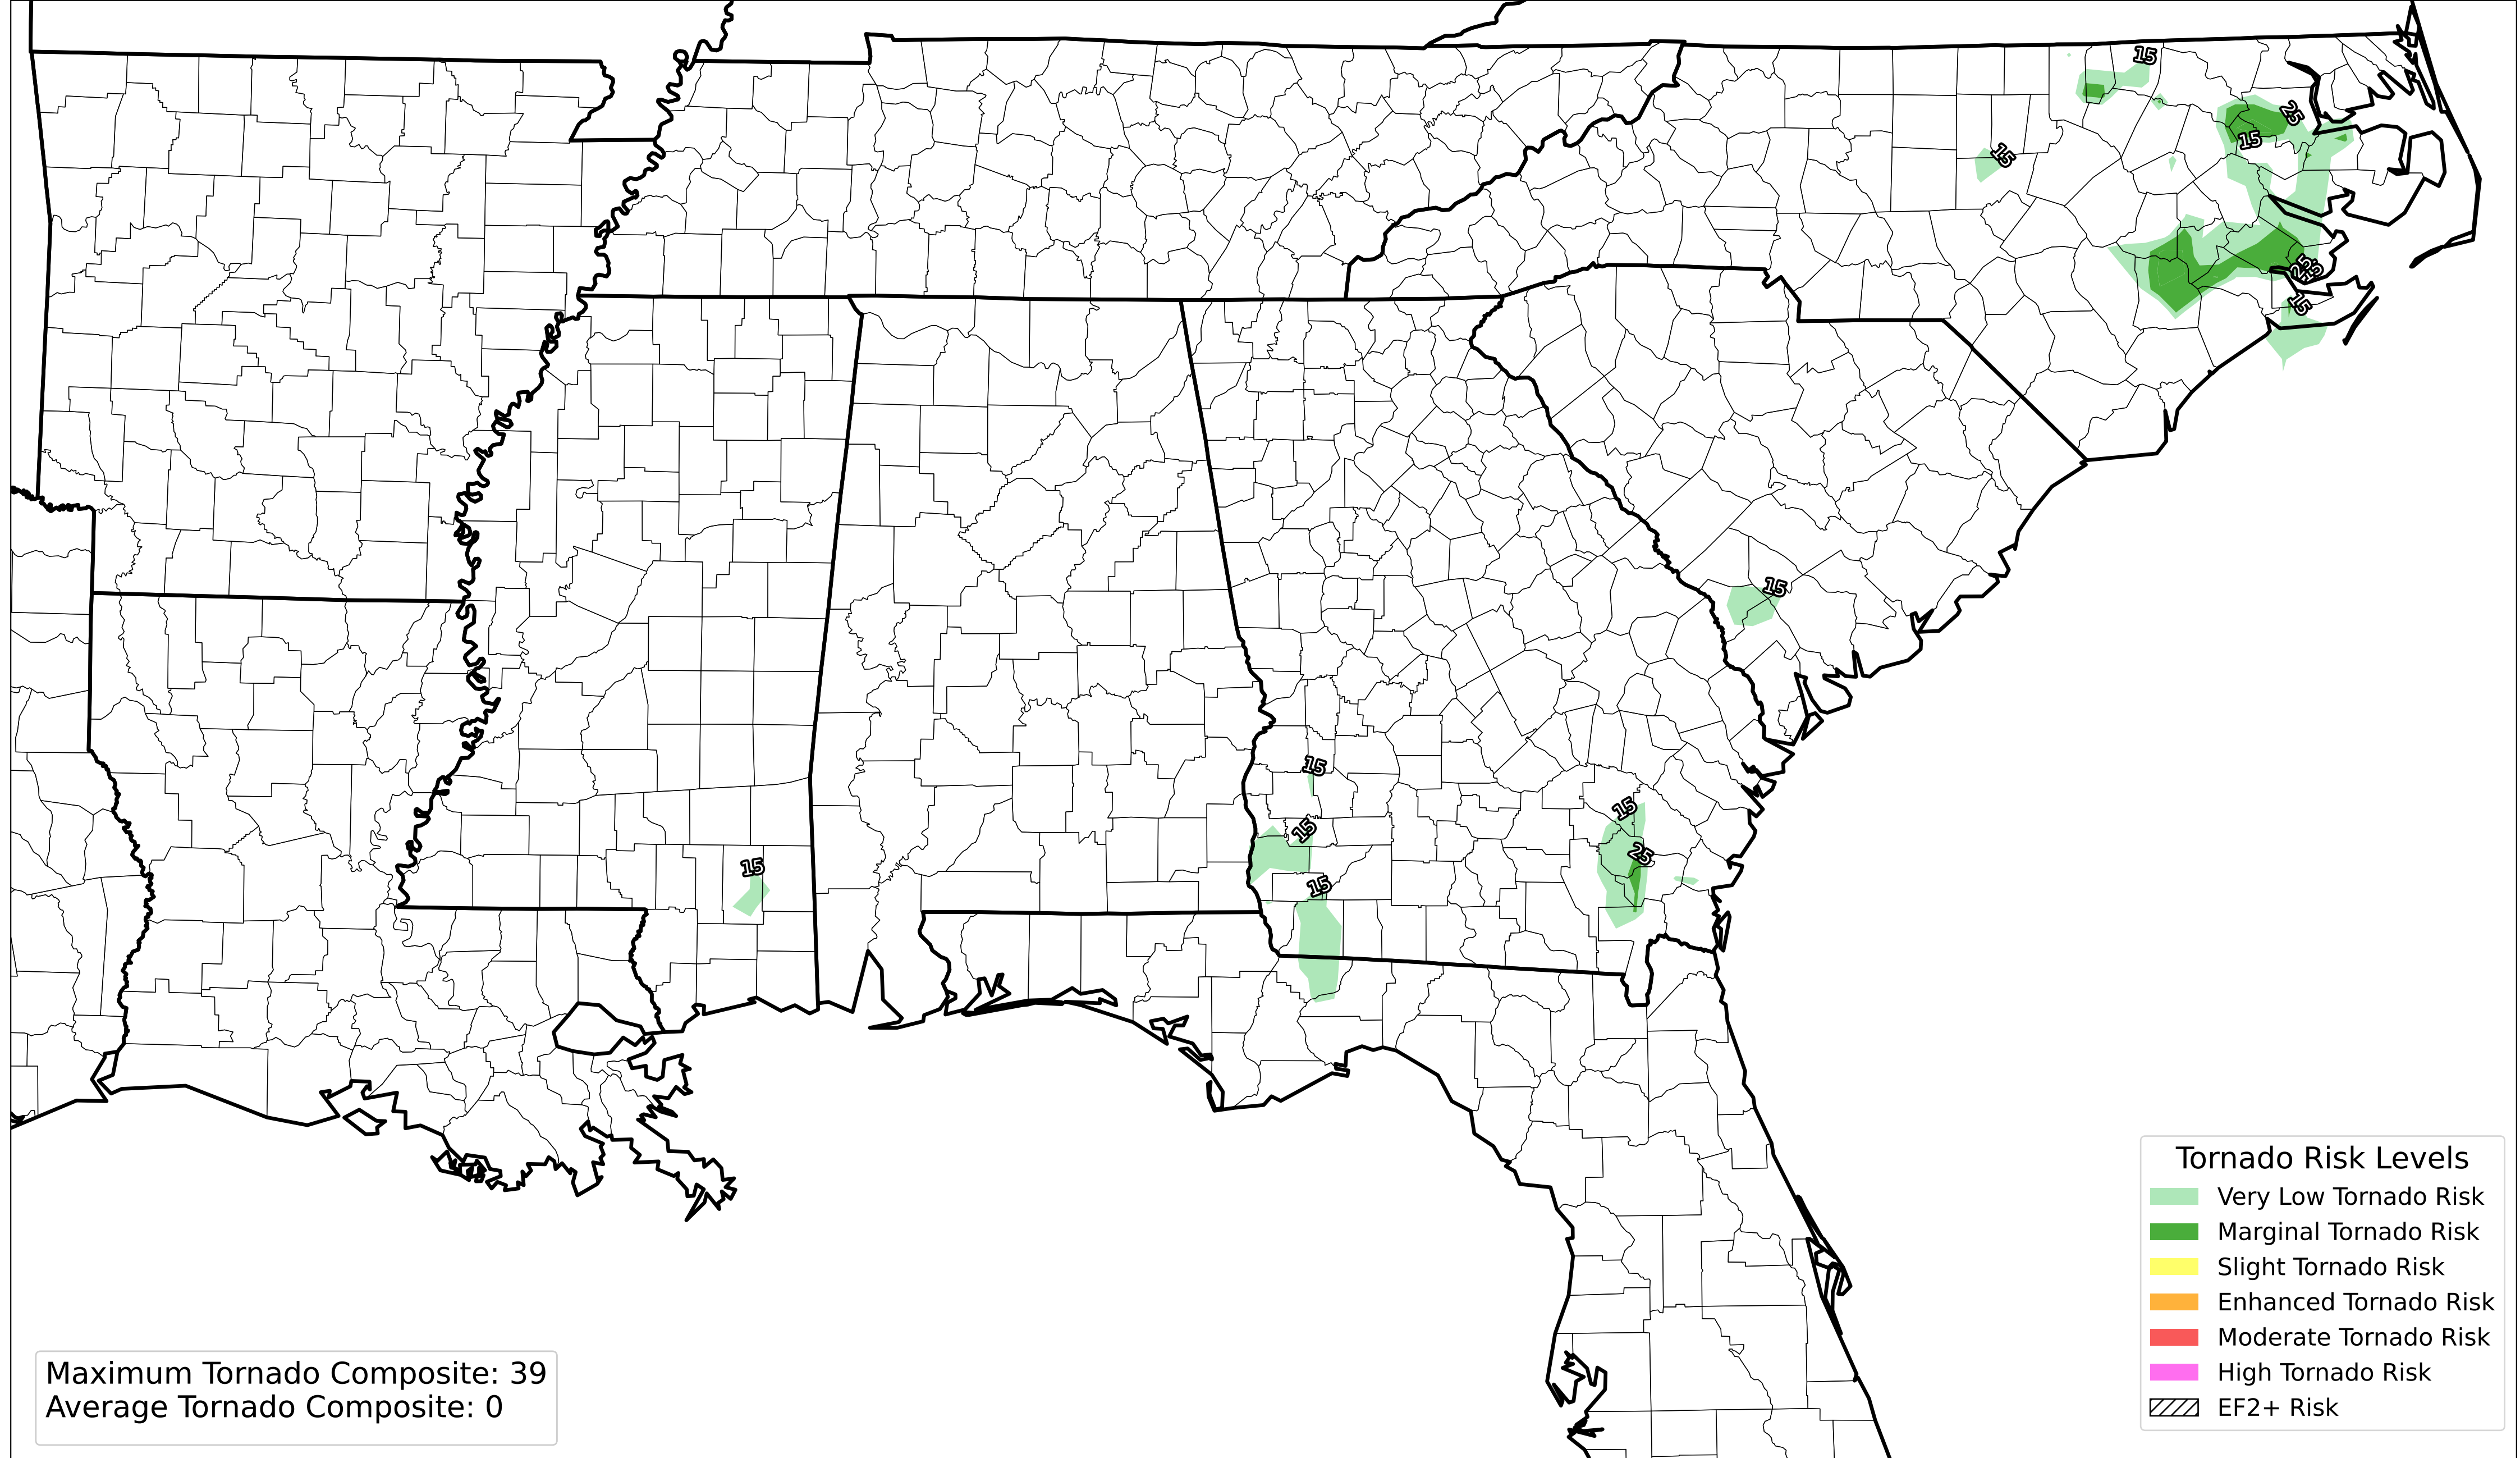 15
25
15
15
25
15
15
15
15
15
25
15
15
15
Tornado Risk Levels
Very Low Tornado Risk
Marginal Tornado Risk
Slight Tornado Risk
Enhanced Tornado Risk
Moderate Tornado Risk
High Tornado Risk
EF2+ Risk
Maximum Tornado Composite: 39
Average Tornado Composite: 0